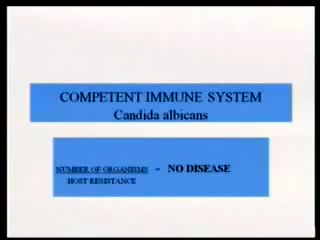 COMPETENT IMMUNE SYSTEM
Candida albicans
NUMBER OF ORGANISMS - NO DISEASE
HOST RESISTANCE